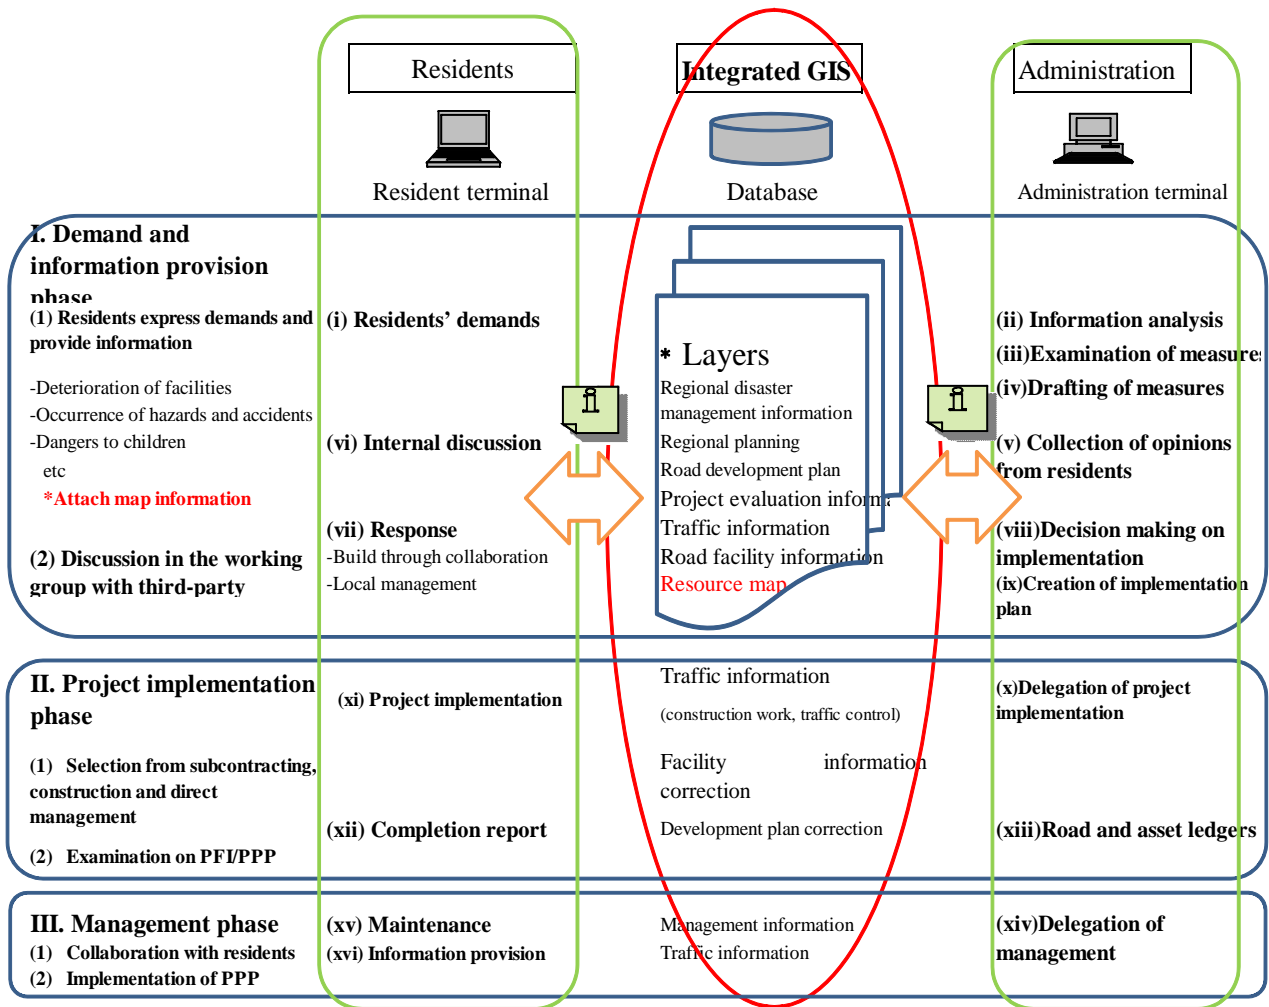 Residents
Integrated GIS
Administration
Resident terminal
Database
Administration terminal
I. Demand and
information provision
phase
(1) Residents express demands and
provide information
-Deterioration of facilities
-Occurrence of hazards and accidents
-Dangers to children
etc
*Attach map information
(2) Discussion in the working
group with third-party
(i) Residents’ demands
(vi) Internal discussion
(vii) Response
-Build through collaboration
-Local management
* Layers
Regional disaster
management information
Regional planning
Road development plan
Project evaluation informa
Traffic information
Road facility information
Resource map
i
i
(ii) Information analysis
(iii)Examination of measures
(iv)Drafting of measures
(v) Collection of opinions
from residents
(viii)Decision making on
implementation
(ix)Creation of implementation
plan
II. Project implementation
phase
(1) Selection from subcontracting,
construction and direct
management
(2) Examination on PFI/PPP
(xi) Project implementation
(xii) Completion report
Traffic information
(construction work, traffic control)
Facility information
correction
Development plan correction
(x)Delegation of project
implementation
(xiii)Road and asset ledgers
III. Management phase
(1) Collaboration with residents
(2) Implementation of PPP
(xv) Maintenance
(xvi) Information provision
Management information
Traffic information
(xiv)Delegation of
management